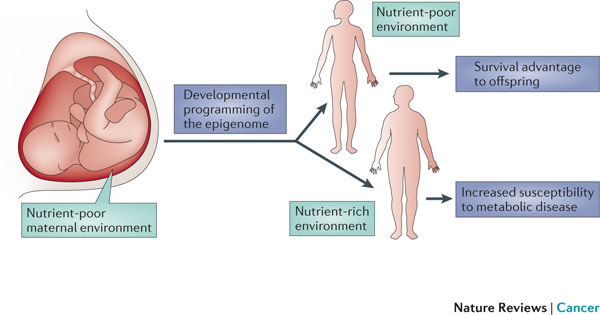 Nutrient-poor
environment
Developmental
programming of
the epigenome
Survival advantage
to offspring
Nutrient-poor
maternal environment
Nutrient-rich
environment
Increased susceptibility
to metabolic disease
Nature Reviews | Cancer